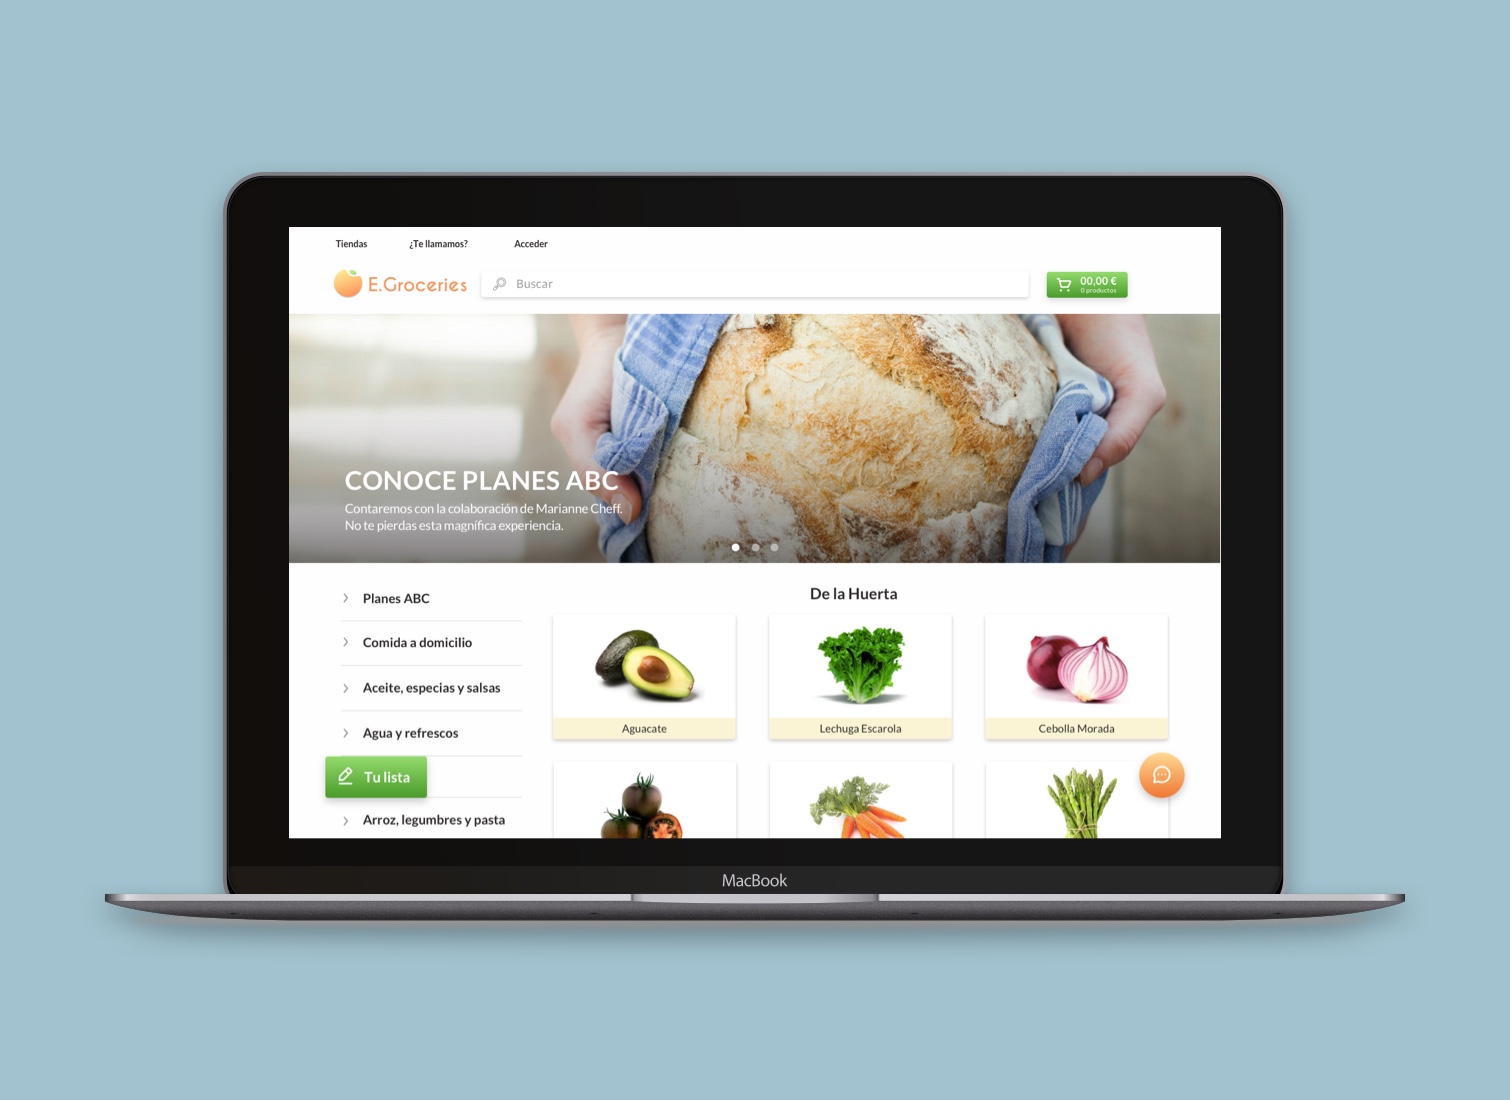 Tiendas
¿Te llamamos?
Acceder
E.Groceries
Buscar
00,00 €
0 productos
CONOCE PLANES ABC
Contaremos con la colaboración de Marianne Cheff.
No te pierdas esta magnífica experiencia.
Planes ABC
Comida a domicilio
Aceite, especias y salsas
Agua y refrescos
Tu lista
Arroz, legumbres y pasta
De la Huerta
Aguacate
Lechuga Escarola
Cebolla Morada
MacBook